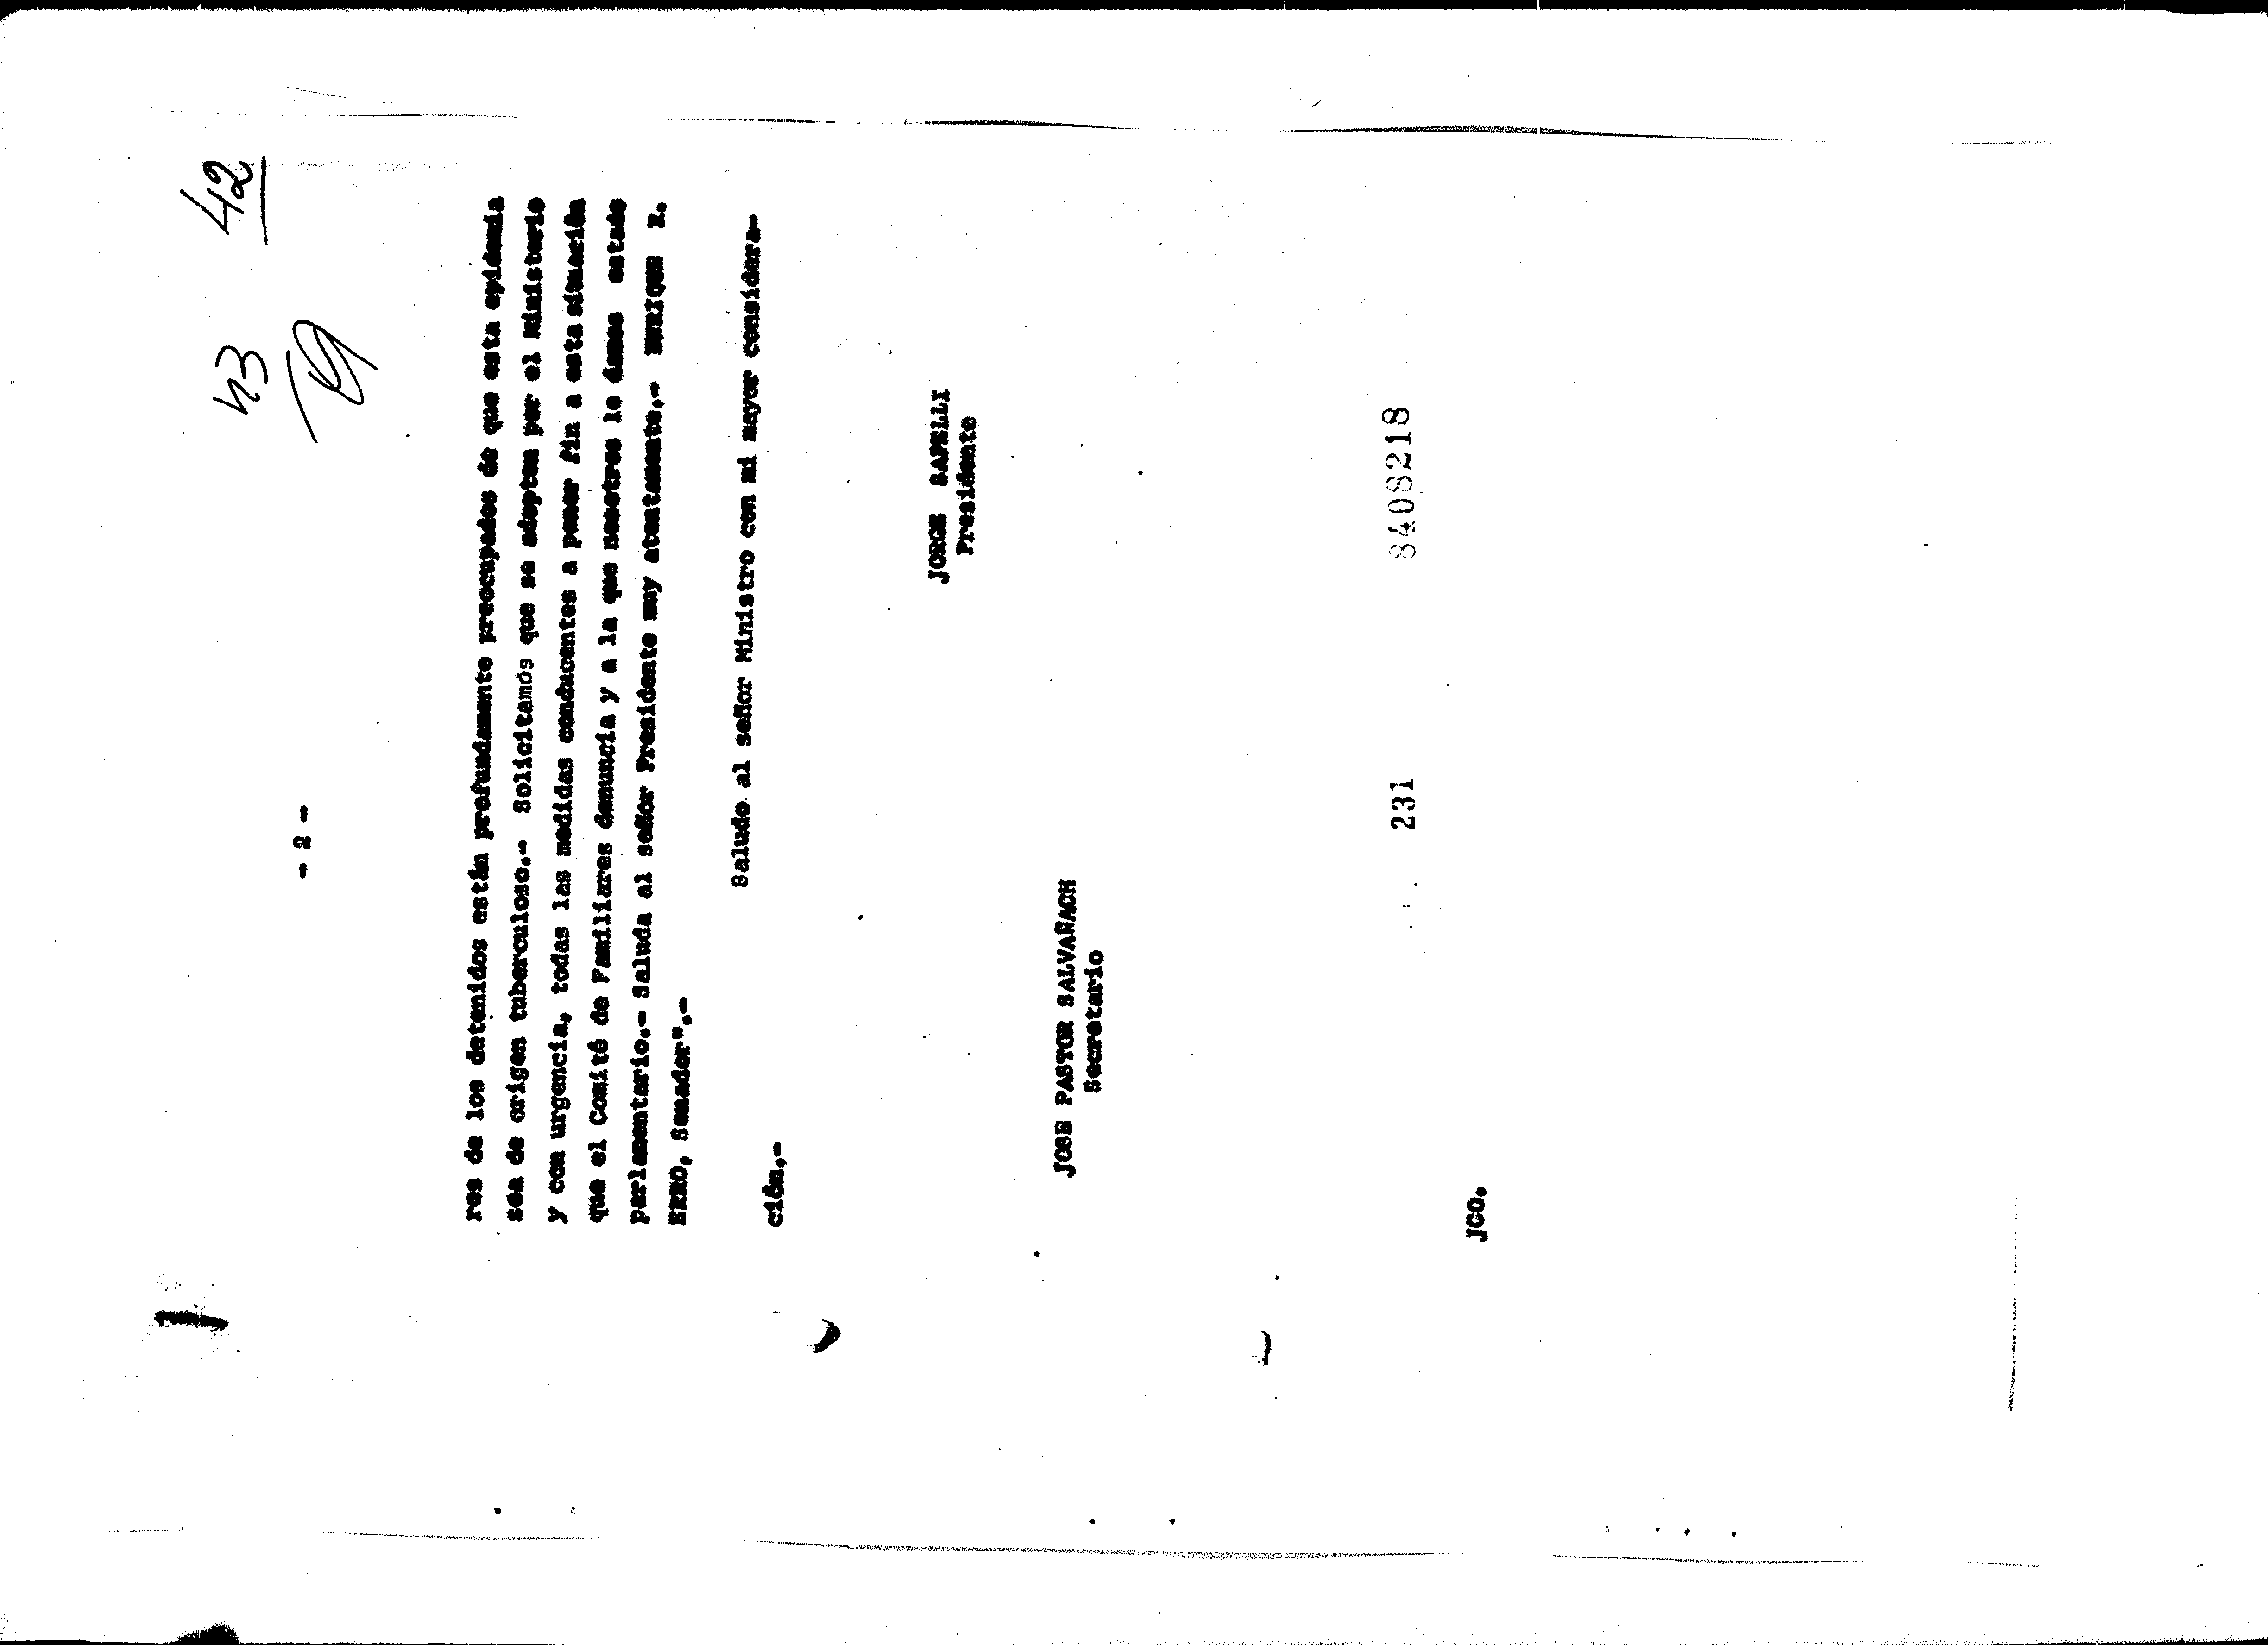 42
43
- 2 -
res de los detenidos están profundamente preocupados de que esta epidemia
sea de origen tuberculoso.- Solicitamos que se adopten por el Ministerio
y con urgencia, todas las medidas conducentes a poner fin a esta situación
que el Comité de Familiares denuncia y a la que nosotros le damos estado
parlamentario.- Saluda al señor Presidente muy atentamente.- ENRIQUE R.
ERRO, Senador".-
Saludo al señor Ministro con mi mayor considera-
ción.-
JORGE SAPELLI
Presidente
JOSE PASTOR SALVAÑACH
Secretario
231 8408218
JCO.